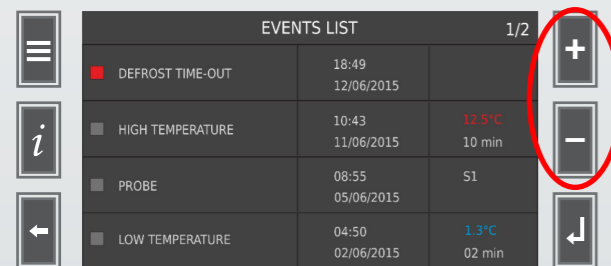 EVENTS LIST 1/2
DEFROST TIME-OUT 18:49
12/06/2015
HIGH TEMPERATURE 10:43 12.5°C
11/06/2015 10 min
PROBE 08:55 S1
05/06/2015
LOW TEMPERATURE 04:50 1.3°C
02/06/2015 02 min
i
+
−